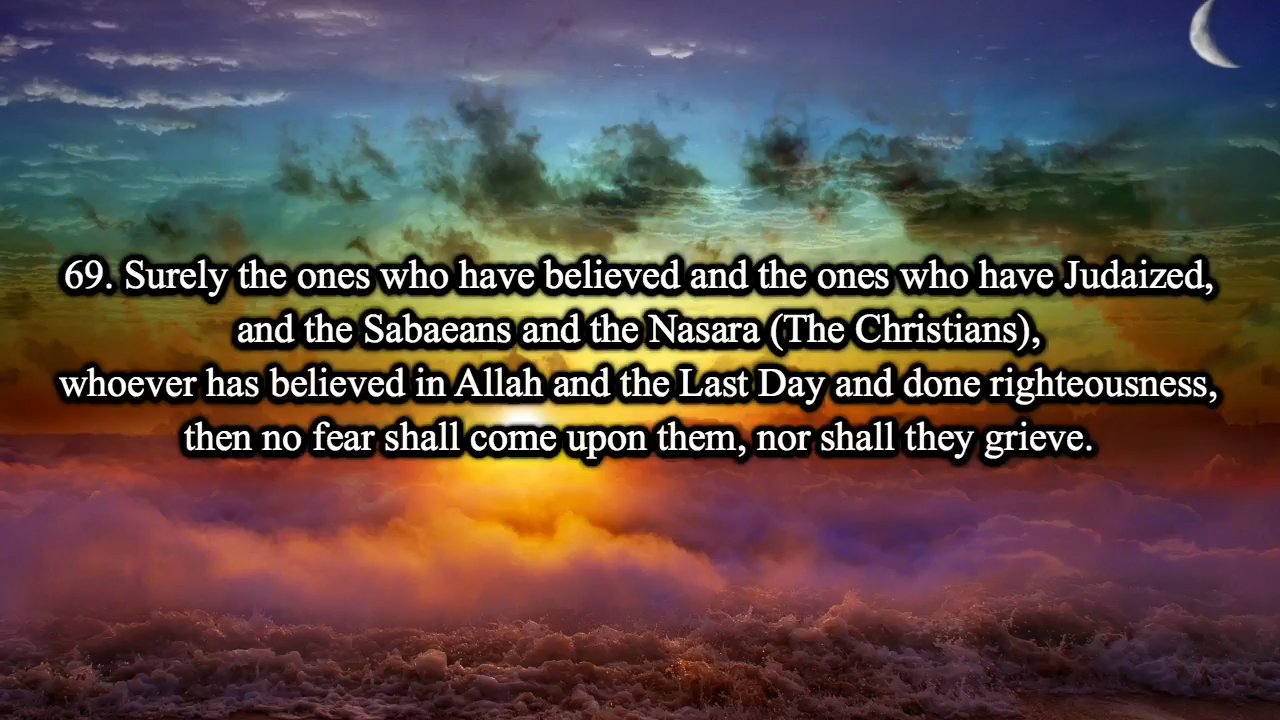 69. Surely the ones who have believed and the ones who have Judaized,
and the Sabaeans and the Nasara (The Christians),
whoever has believed in Allah and the Last Day and done righteousness,
then no fear shall come upon them, nor shall they grieve.